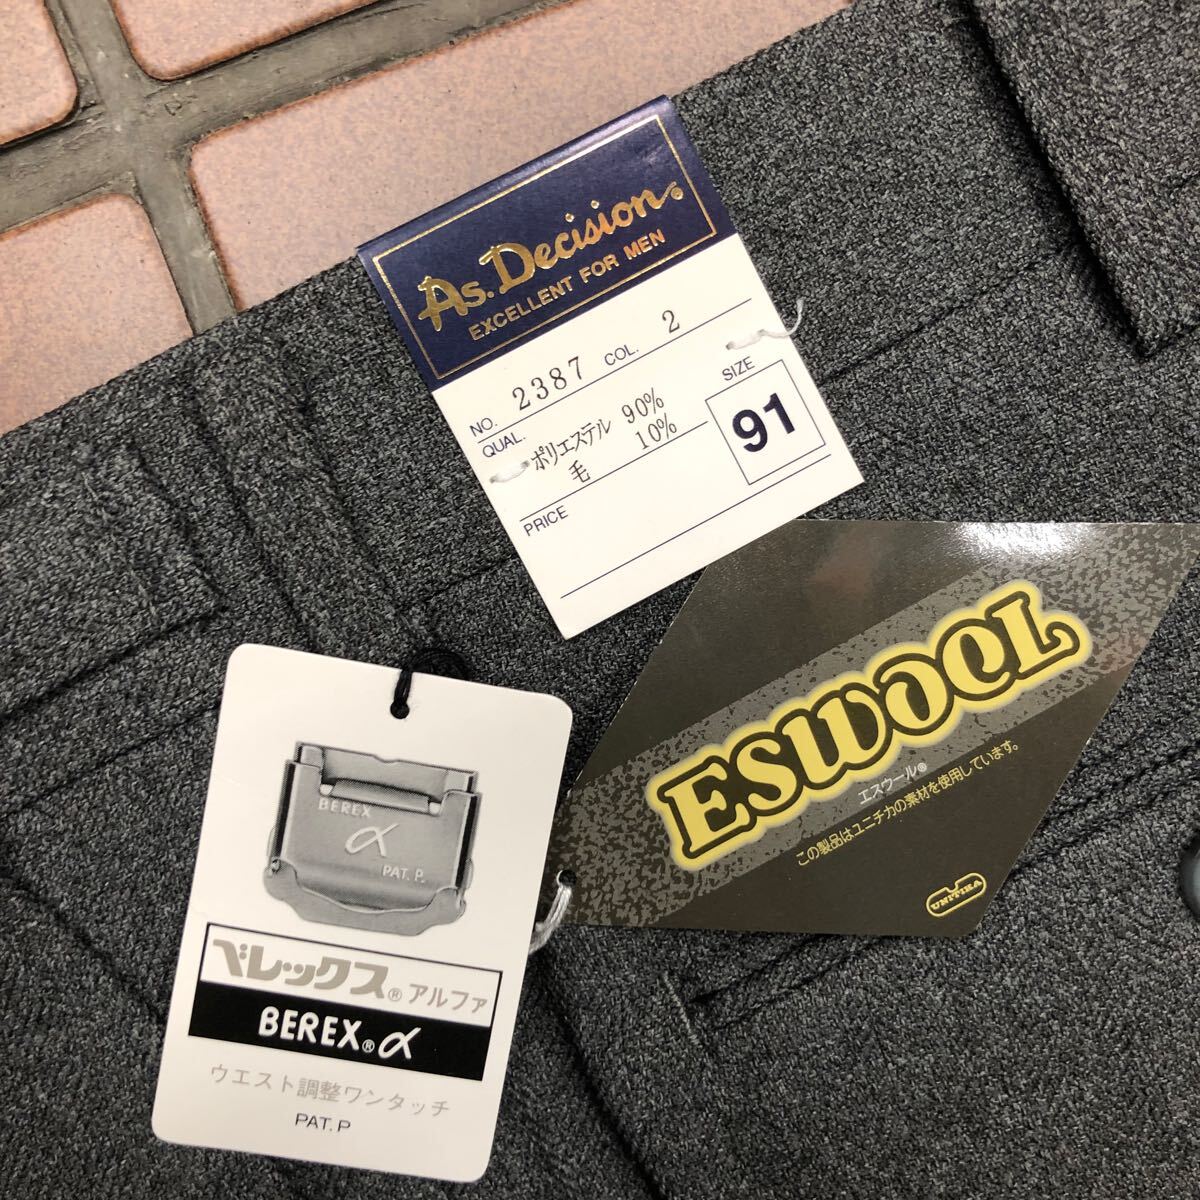 As. Decision®
EXCELLENT FOR MEN
NO. 2387 COL. 2
QUAL. ポリエステル 90%
毛 10%
SIZE
91
PRICE
ESWOOL
エスウール®
この製品はユニチカの素材を使用しています。
UNITIKA
BEREX
α
PAT. P.
ベレックス®アルファ
BEREX®α
ウエスト調整ワンタッチ
PAT. P